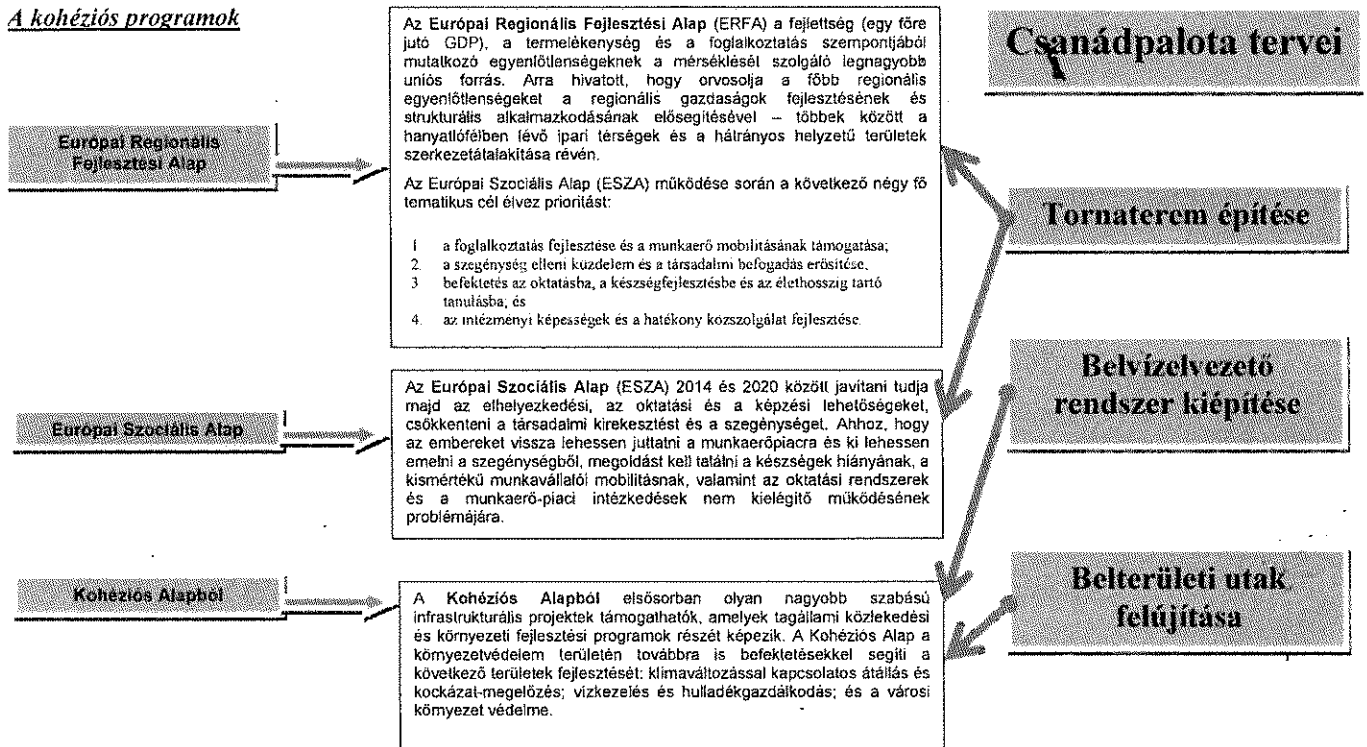 A kohéziós programok
Európai Regionális
Fejlesztési Alap
Az Európai Regionális Fejlesztési Alap (ERFA) a fejlettség (egy főre
jutó GDP), a termelékenység és a foglalkoztatás szempontjából
mutatkozó egyenlőtlenségeknek a mérséklését szolgáló legnagyobb
uniós forrás. Arra hivatott, hogy orvosolja a főbb regionális
egyenlőtlenségeket a regionális gazdaságok fejlesztésének és
strukturális alkalmazkodásának elősegítésével – többek között a
hanyatlófélben lévő ipari térségek és a hátrányos helyzetű területek
szerkezetátalakítása révén.
Az Európai Szociális Alap (ESZA) működése során a következő négy fő
tematikus cél élvez prioritást:
1 a foglalkoztatás fejlesztése és a munkaerő mobilitásának támogatása;
2. a szegénység elleni küzdelem és a társadalmi befogadás erősítése,
3 befektetés az oktatásba, a készségfejlesztésbe és az élethosszig tartó
tanulásba; és
4. az intézményi képességek és a hatékony közszolgálat fejlesztése.
Európai Szociális Alap
Az Európai Szociális Alap (ESZA) 2014 és 2020 között javítani tudja
majd az elhelyezkedési, az oktatási és a képzési lehetőségeket,
csökkenteni a társadalmi kirekesztést és a szegénységet. Ahhoz, hogy
az embereket vissza lehessen juttatni a munkaerőpiacra és ki lehessen
emelni a szegénységből, megoldást kell találni a készségek hiányának, a
kismértékű munkavállalói mobilitásnak, valamint az oktatási rendszerek
és a munkaerő-piaci intézkedések nem kielégítő működésének
problémájára.
Kohéziós Alapból
A Kohéziós Alapból elsősorban olyan nagyobb szabású
infrastrukturális projektek támogathatók, amelyek tagállami közlekedési
és környezeti fejlesztési programok részét képezik. A Kohéziós Alap a
környezetvédelem területén továbbra is befektetésekkel segíti a
következő területek fejlesztését: klímaváltozással kapcsolatos átállás és
kockázat-megelőzés; vízkezelés és hulladékgazdálkodás; és a városi
környezet védelme.
Csanádpalota tervei
Tornaterem építése
Belvízelvezető
rendszer kiépítése
Belterületi utak
felújítása